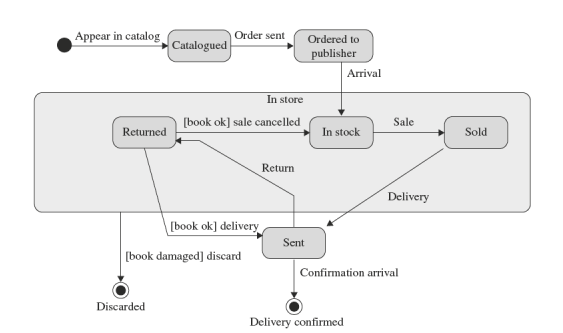 Appear in catalog
Catalogued
Order sent
Ordered to
publisher
Arrival
In store
Returned
[book ok] sale cancelled
In stock
Sale
Sold
Return
Delivery
[book ok] delivery
Sent
[book damaged] discard
Confirmation arrival
Discarded
Delivery confirmed